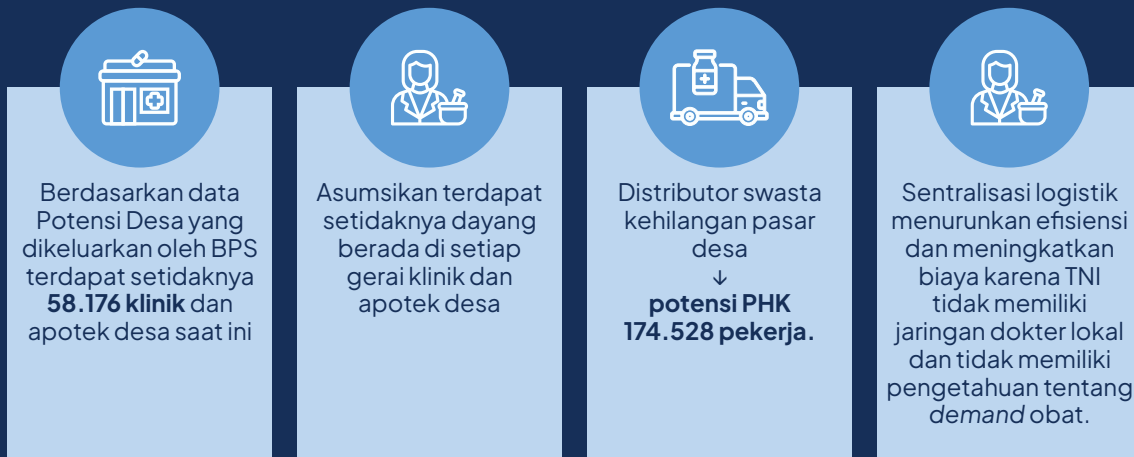 Berdasarkan data
Potensi Desa yang
dikeluarkan oleh BPS
terdapat setidaknya
58.176 klinik dan
apotek desa saat ini
Asumsikan terdapat
setidaknya dayang
berada di setiap
gerai klinik dan
apotek desa
Distributor swasta
kehilangan pasar
desa
↓
potensi PHK
174.528 pekerja.
Sentralisasi logistik
menurunkan efisiensi
dan meningkatkan
biaya karena TNI
tidak memiliki
jaringan dokter lokal
dan tidak memiliki
pengetahuan tentang
demand obat.